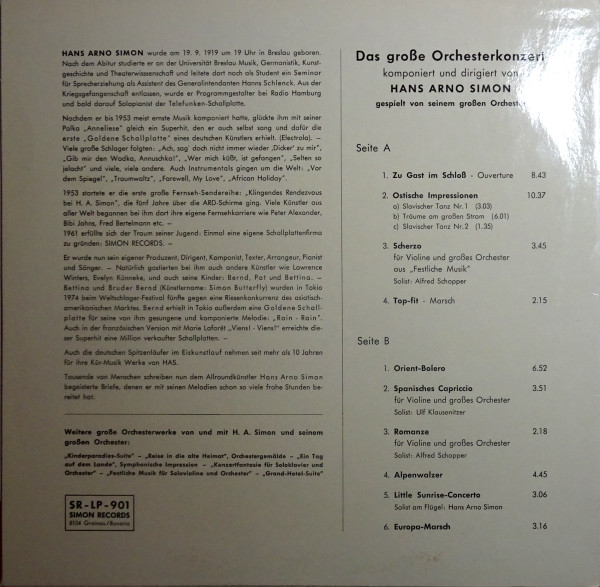 HANS ARNO SIMON wurde am 19. 9. 1919 um 19 Uhr in Breslau geboren.
Nach dem Abitur studierte er an der Universität Breslau Musik, Germanistik, Kunst-
geschichte und Theaterwissenschaft und leitete dort noch als Student ein Seminar
für Sprecherziehung als Assistent des Generalintendanten Hanns Schlenck. Aus der
Kriegsgefangenschaft entlassen, wurde er Programmgestalter bei Radio Hamburg
und bald darauf Solopianist der Telefunken-Schallplatte.
Nachdem er bis 1953 meist ernste Musik komponiert hatte, glückte ihm mit seiner
Polka „Anneliese" gleich ein Superhit, den er auch selbst sang und dafür die
erste „Goldene Schallplatte" eines deutschen Künstlers erhielt. (Electrola). –
Viele große Schlager folgten: „Ach, sag' doch nicht immer wieder ‚Dicker' zu mir",
„Gib mir den Wodka, Annuschka!", „Wer mich küßt, ist gefangen", „Selten so
jelacht" und viele, viele andere. Auch Instrumentals gingen um die Welt: „Vor
dem Spiegel", „Traumwaltz", „Farewell, My Love", „African Holiday".
1953 startete er die erste große Fernseh-Sendereihe: „Klingendes Rendezvous
bei H. A. Simon", die fünf Jahre über die ARD-Schirme ging. Viele Künstler aus
aller Welt begannen bei ihm dort ihre eigene Fernsehkarriere wie Peter Alexander,
Bibi Johns, Fred Bertelmann etc. –
1961 erfüllte sich der Traum seiner Jugend: Einmal eine eigene Schallplattenfirma
zu gründen: SIMON RECORDS. –
Er wurde nun sein eigener Produzent, Dirigent, Komponist, Texter, Arrangeur, Pianist
und Sänger. – Natürlich gastierten bei ihm auch andere Künstler wie Lawrence
Winters, Evelyn Künneke, und auch seine Kinder: Bernd, Pat und Bettina. –
Bettina und Bruder Bernd (Künstlername: Simon Butterfly) wurden in Tokio
1974 beim Weltschlager-Festival fünfte gegen eine Riesenkonkurrenz des asiatisch-
amerikanischen Marktes. Bernd erhielt in Tokio außerdem eine Goldene Schall-
platte für seine von ihm gesungene und komponierte Melodie: „Rain - Rain".
Auch in der französischen Version mit Marie Laforêt „Viens! - Viens!" erreichte die-
ser Superhit eine Million verkaufter Schallplatten. –
Auch die deutschen Spitzenläufer im Eiskunstlauf nehmen seit mehr als 10 Jahren
für ihre Kür-Musik Werke von HAS.
Tausende von Menschen schreiben nun dem Allroundkünstler Hans Arno Simon
begeisterte Briefe, denen er mit seinen Melodien schon so viele frohe Stunden be-
reitet hat.
Weitere große Orchesterwerke von und mit H. A. Simon und seinem
großen Orchester:
„Kinderparadies-Suite" – „Reise in die alte Heimat", Orchestergemälde – „Ein Tag
auf dem Lande", Symphonische Impression – „Konzertfantasie für Soloklavier und
Orchester" – „Festliche Musik für Solovioline und Orchester" – „Grand-Hotel-Suite"
SR-LP-901
SIMON RECORDS
8104 Grainau/Bavaria
Das große Orchesterkonzert
komponiert und dirigiert von
HANS ARNO SIMON
gespielt von seinem großen Orchester
Seite A
1. Zu Gast im Schloß - Ouverture 8.43
2. Ostische Impressionen 10.37
a) Slavischer Tanz Nr. 1 (3.03)
b) Träume am großen Strom (6.01)
c) Slavischer Tanz Nr. 2 (1.35)
3. Scherzo 3.45
für Violine und großes Orchester
aus „Festliche Musik"
Solist: Alfred Schopper
4. Top-fit - Marsch 2.15
Seite B
1. Orient-Bolero 6.52
2. Spanisches Capriccio 3.51
für Violine und großes Orchester
Solist: Ulf Klausenitzer
3. Romanze 2.18
für Violine und großes Orchester
Solist: Alfred Schopper
4. Alpenwalzer 4.45
5. Little Sunrise-Concerto 3.06
Solist am Flügel: Hans Arno Simon
6. Europa-Marsch 3.16